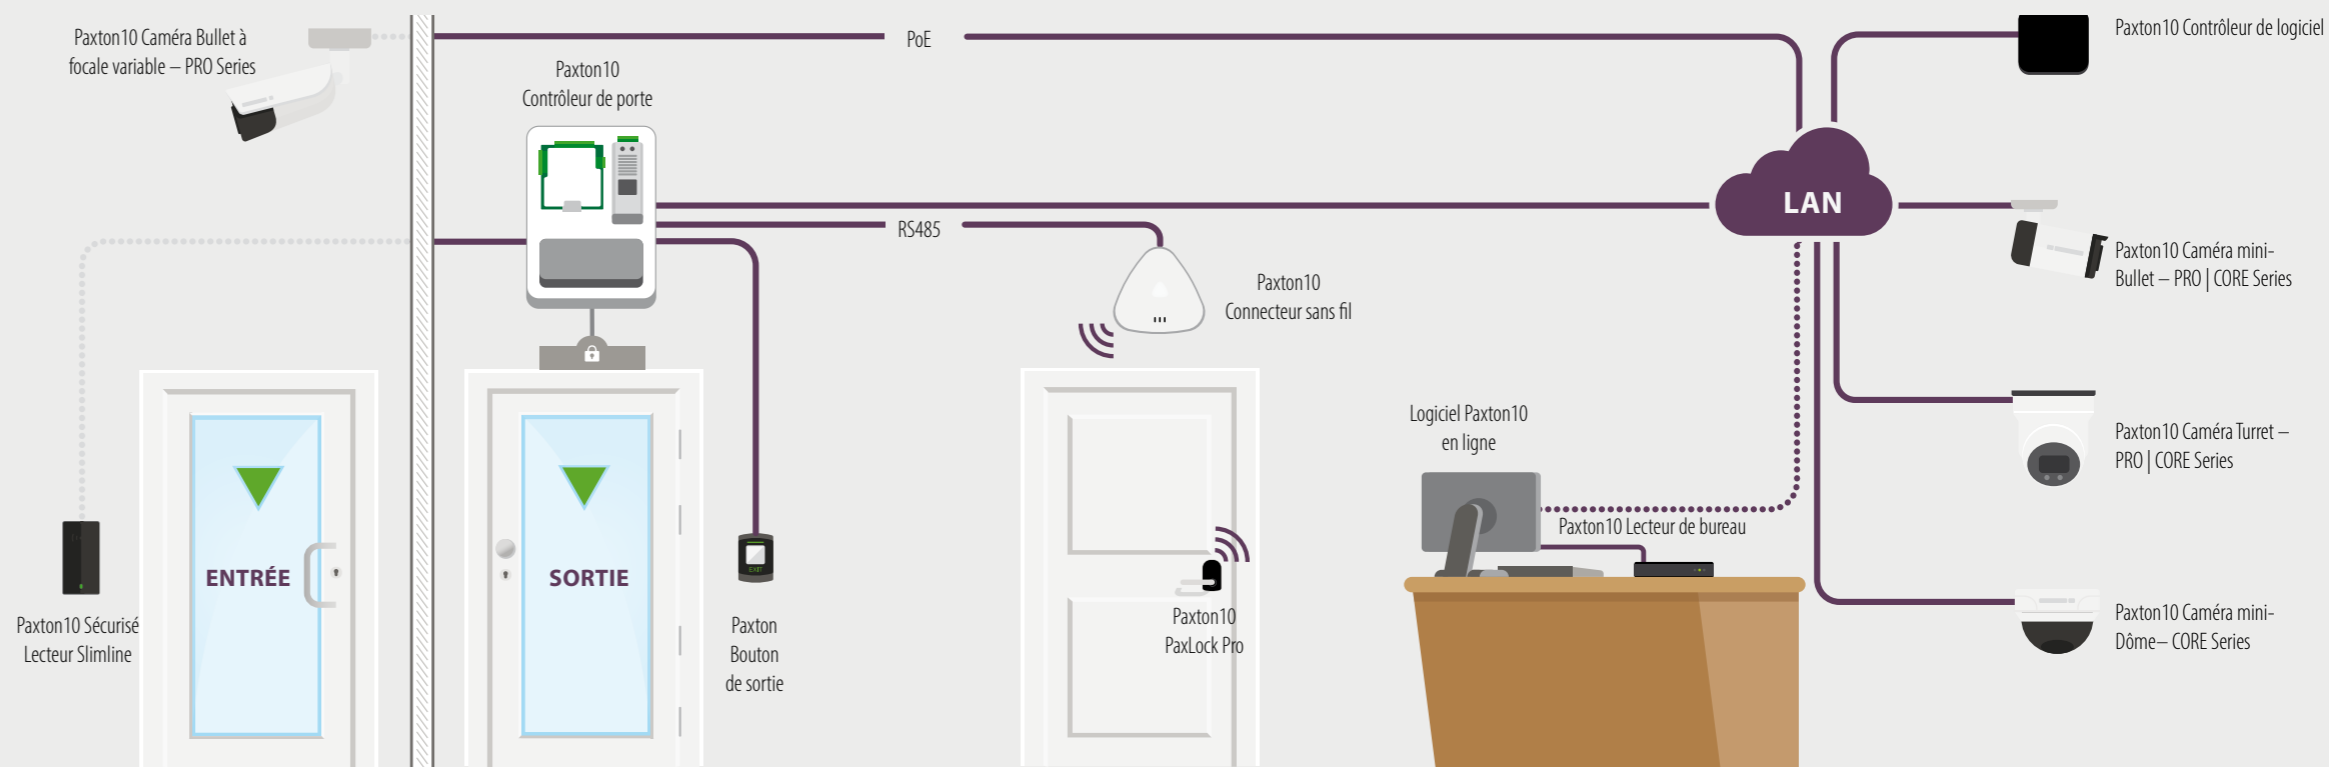 Paxton10 Caméra Bullet à
focale variable – PRO Series
PoE
Paxton10 Contrôleur de logiciel
Paxton10
Contrôleur de porte
LAN
RS485
Paxton10 Caméra mini-
Bullet – PRO | CORE Series
Paxton10
Connecteur sans fil
Logiciel Paxton10
en ligne
Paxton10 Caméra Turret –
PRO | CORE Series
Paxton10 Lecteur de bureau
ENTRÉE
SORTIE
EXIT
Paxton10 Sécurisé
Lecteur Slimline
Paxton
Bouton
de sortie
Paxton10
PaxLock Pro
Paxton10 Caméra mini-
Dôme– CORE Series